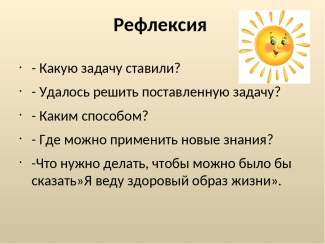 Рефлексия
- Какую задачу ставили?
- Удалось решить поставленную задачу?
- Каким способом?
- Где можно применить новые знания?
-Что нужно делать, чтобы можно было бы
сказать»Я веду здоровый образ жизни».